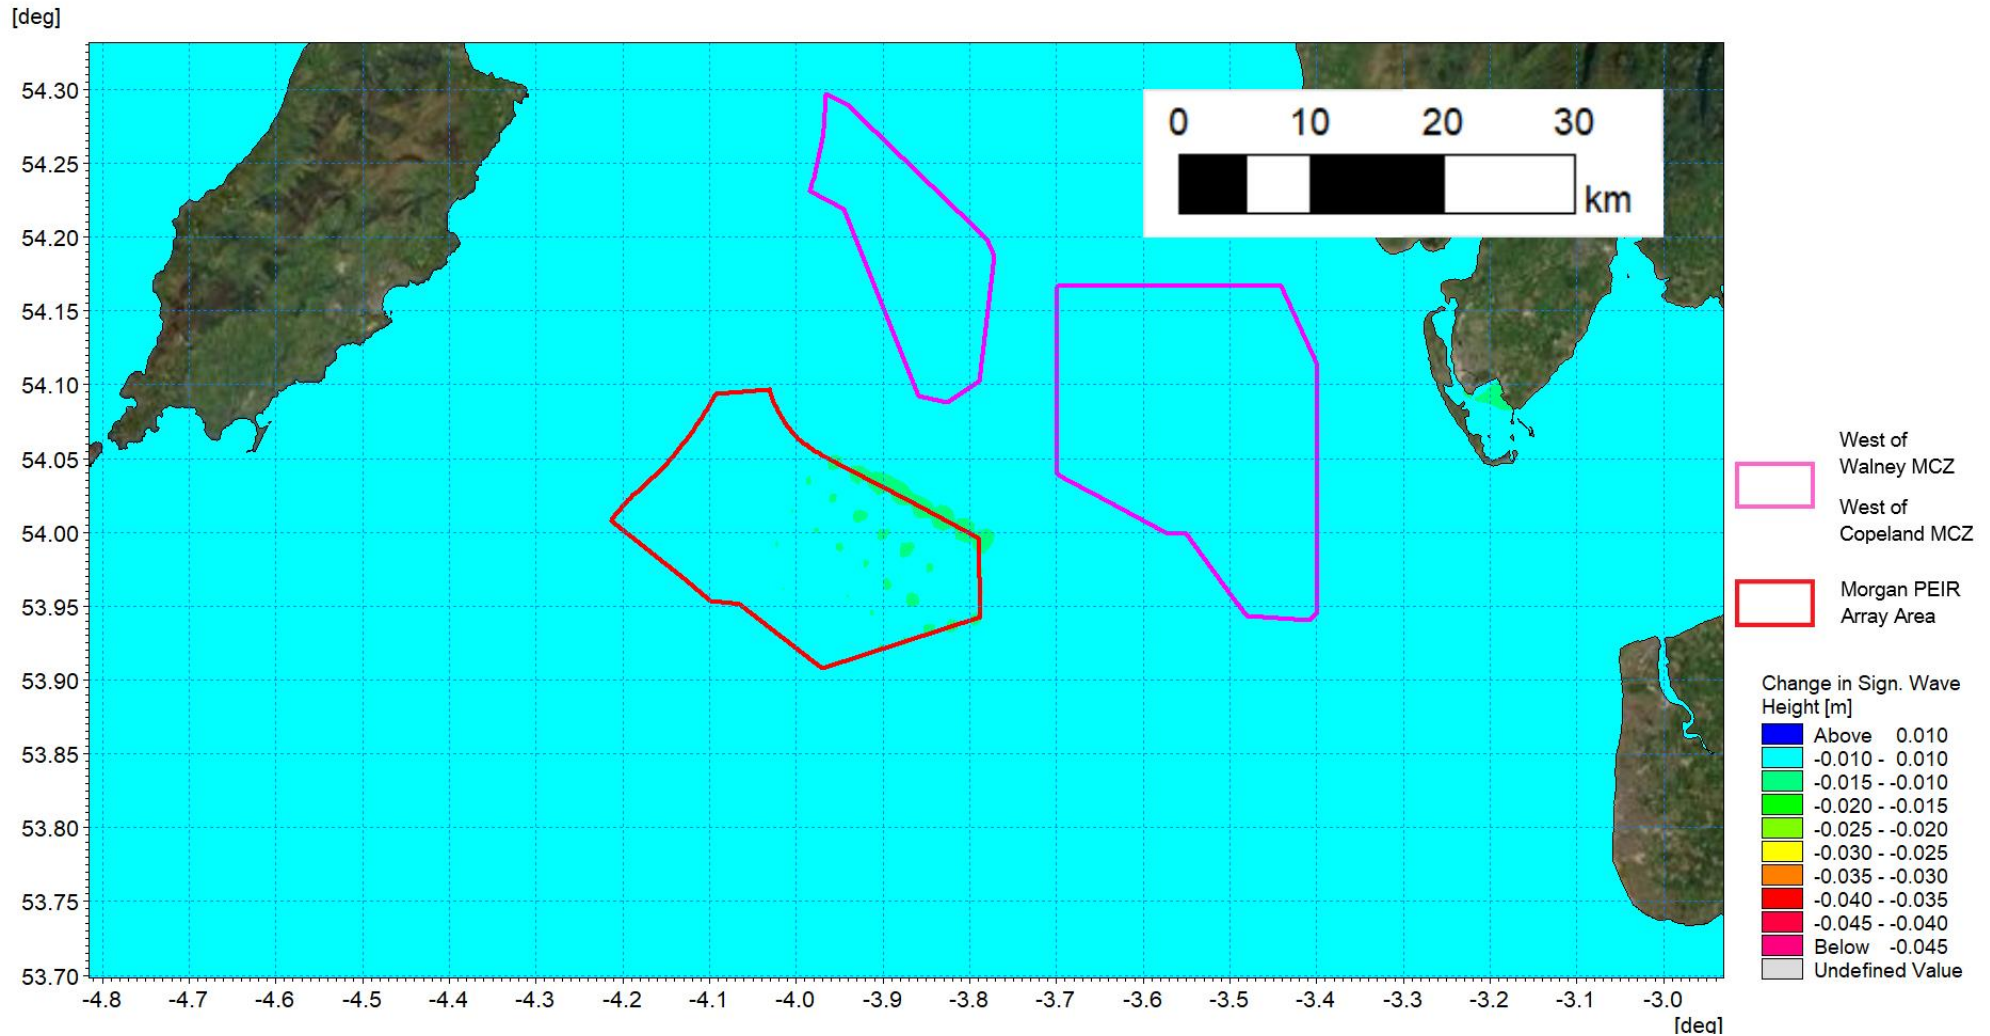 [deg]
54.30
54.25
54.20
54.15
54.10
54.05
54.00
53.95
53.90
53.85
53.80
53.75
53.70
0 10 20 30
km
West of
Walney MCZ
West of
Copeland MCZ
Morgan PEIR
Array Area
Change in Sign. Wave
Height [m]
Above 0.010
-0.010 - 0.010
-0.015 - -0.010
-0.020 - -0.015
-0.025 - -0.020
-0.030 - -0.025
-0.035 - -0.030
-0.040 - -0.035
-0.045 - -0.040
Below -0.045
Undefined Value
-4.8 -4.7 -4.6 -4.5 -4.4 -4.3 -4.2 -4.1 -4.0 -3.9 -3.8 -3.7 -3.6 -3.5 -3.4 -3.3 -3.2 -3.1 -3.0
[deg]